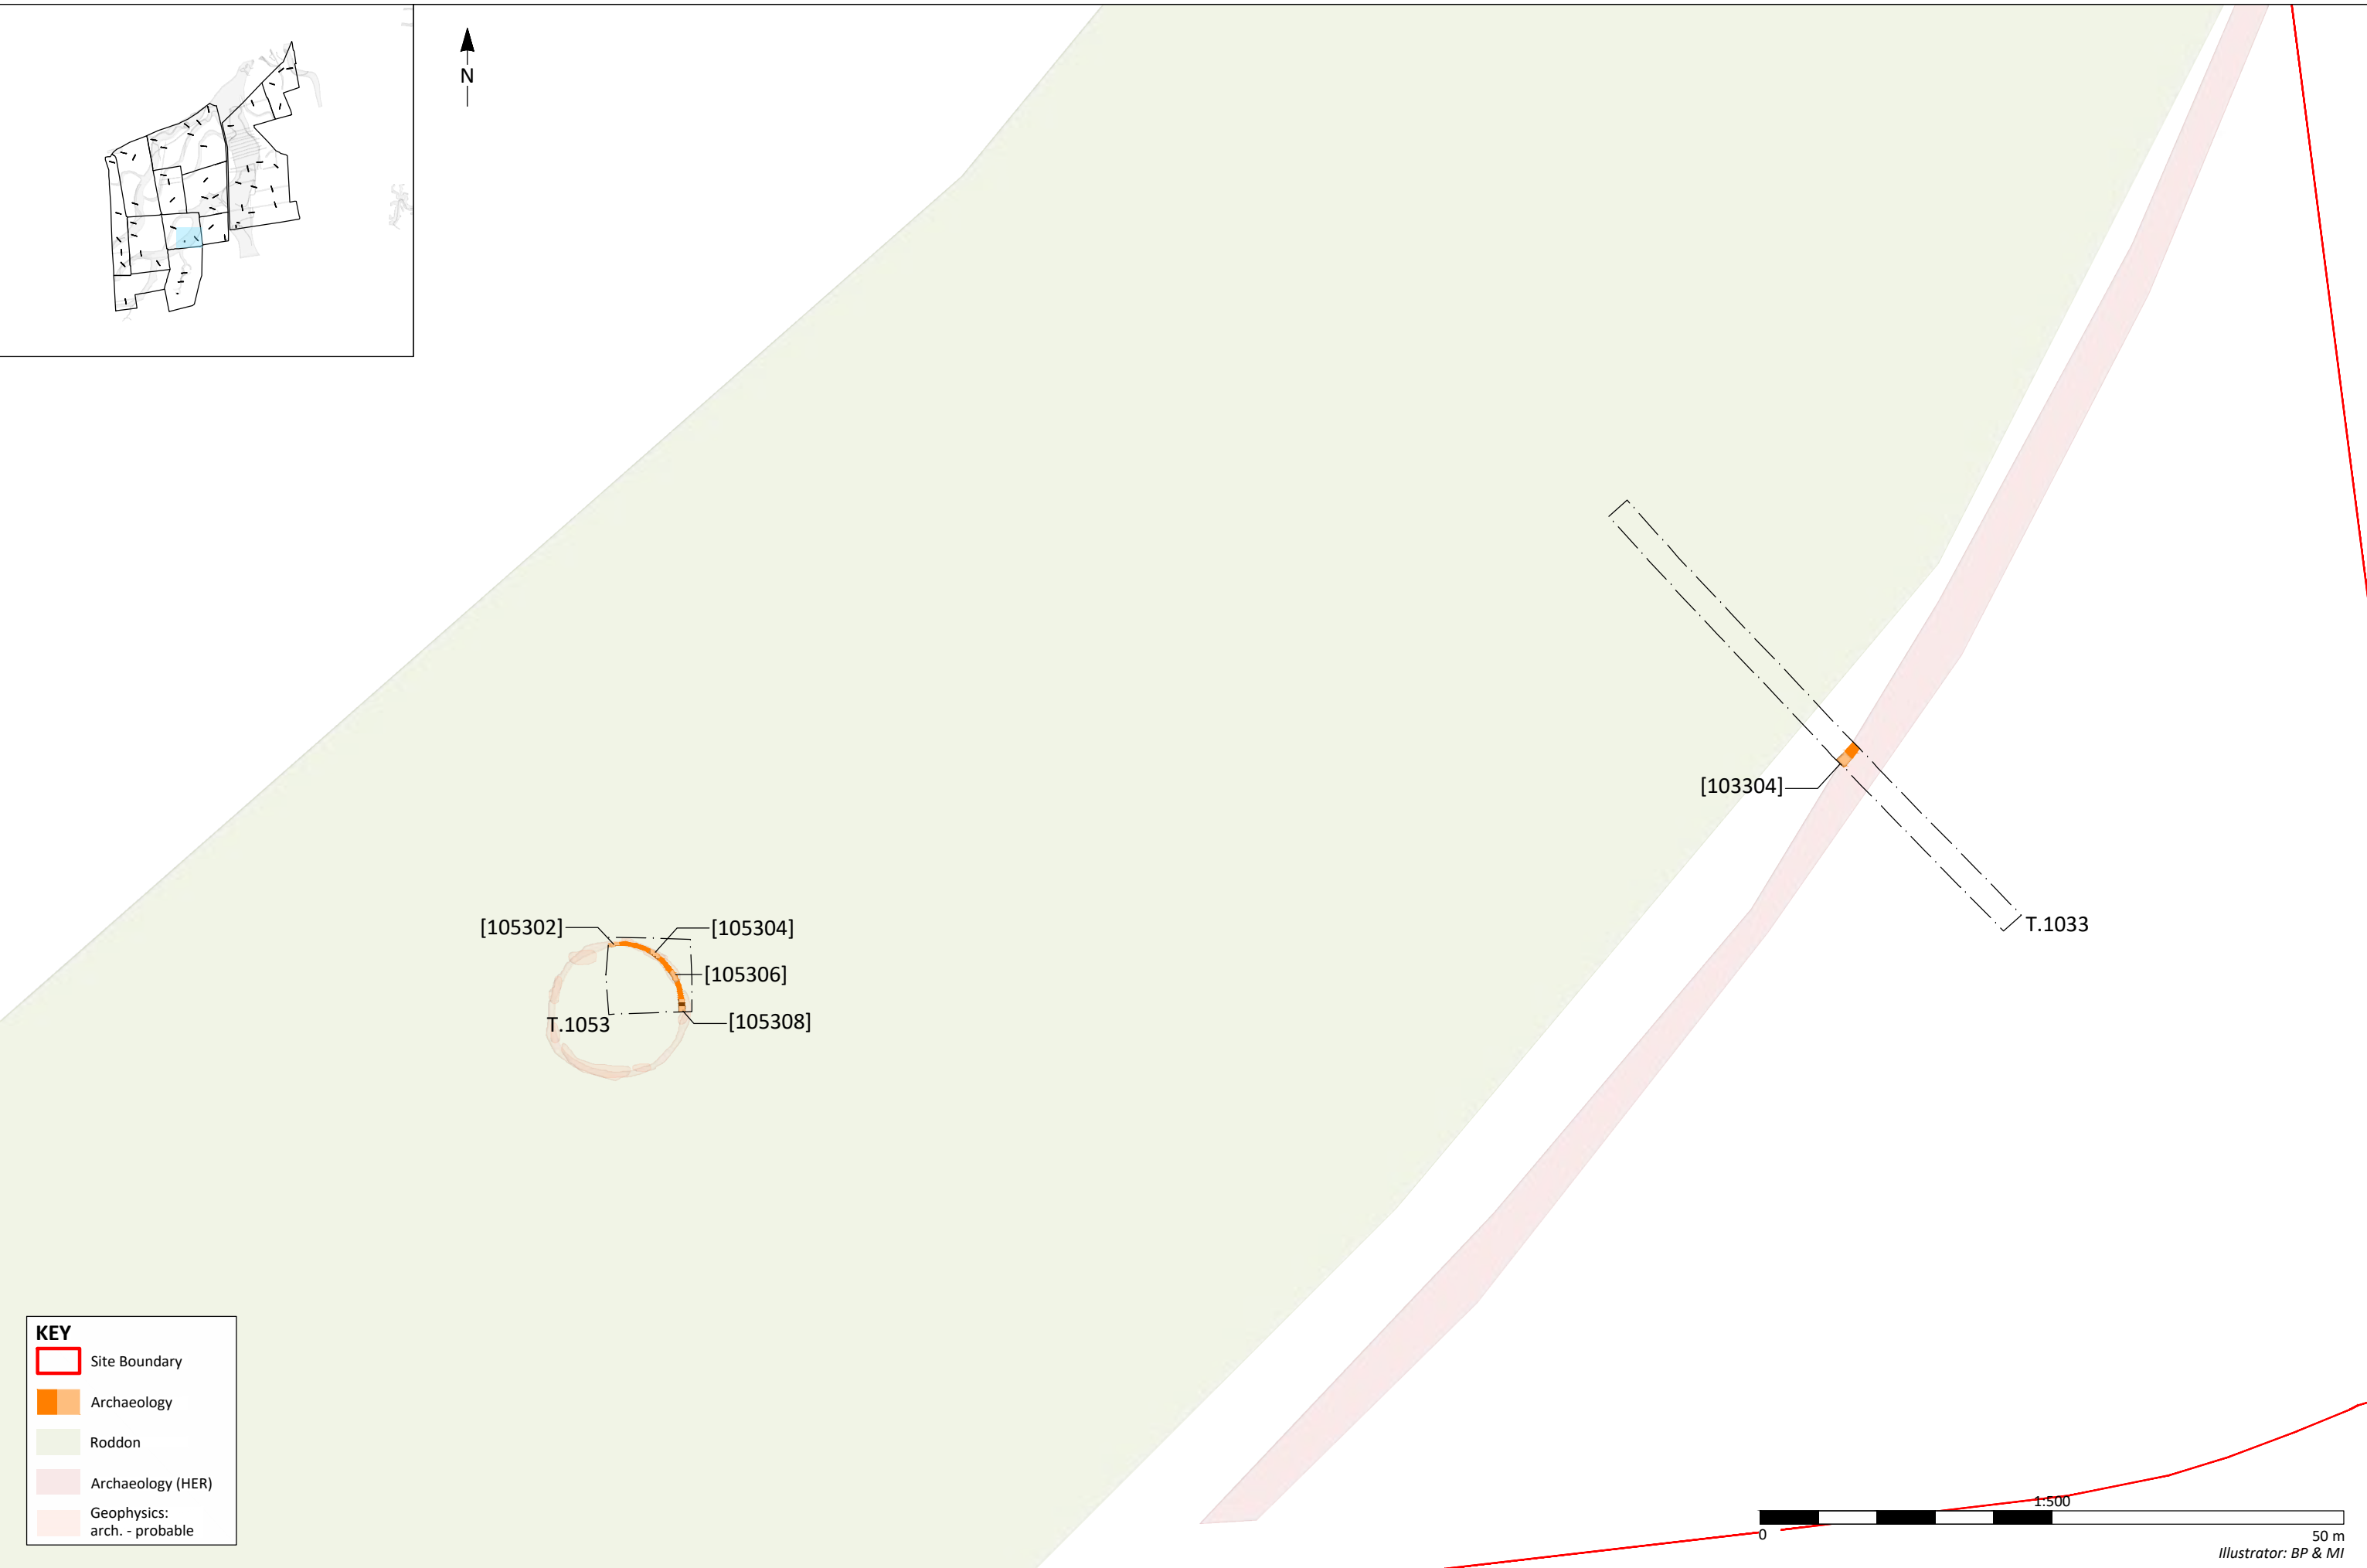 N
[103304]
T.1033
[105302]
[105304]
[105306]
[105308]
T.1053
KEY
Site Boundary
Archaeology
Roddon
Archaeology (HER)
Geophysics:
arch. - probable
1:500
0
50 m
Illustrator: BP & MI